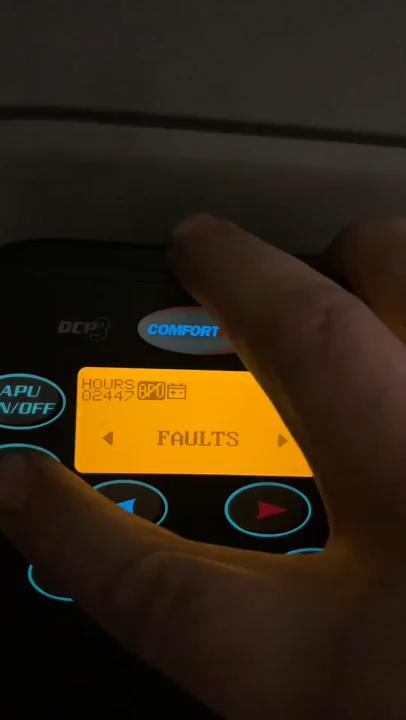 DCP3
COMFORT
APU
N/OFF
HOURS
02447 APU
FAULTS